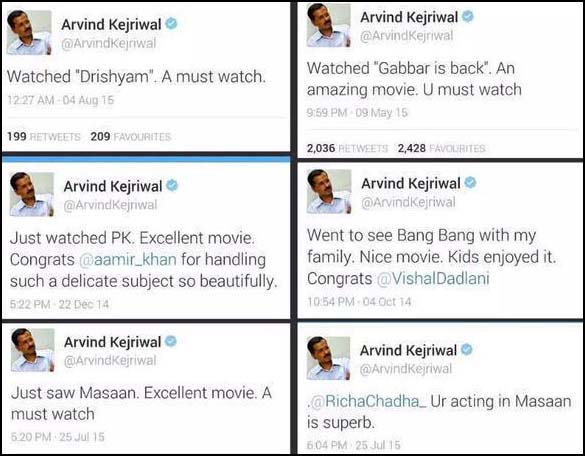 Arvind Kejriwal
@ArvindKejriwal
Watched "Drishyam". A must watch.
12:27 AM - 04 Aug 15
199 RETWEETS 209 FAVOURITES
Arvind Kejriwal
@ArvindKejriwal
Watched "Gabbar is back". An
amazing movie. U must watch
9:59 PM - 09 May 15
2,036 RETWEETS 2,428 FAVOURITES
Arvind Kejriwal
@ArvindKejriwal
Just watched PK. Excellent movie.
Congrats @aamir_khan for handling
such a delicate subject so beautifully.
5:22 PM - 22 Dec 14
Arvind Kejriwal
@ArvindKejriwal
Went to see Bang Bang with my
family. Nice movie. Kids enjoyed it.
Congrats @VishalDadlani
10:54 PM - 04 Oct 14
Arvind Kejriwal
@ArvindKejriwal
Just saw Masaan. Excellent movie. A
must watch
5:20 PM - 25 Jul 15
Arvind Kejriwal
@ArvindKejriwal
.@RichaChadha_ Ur acting in Masaan
is superb.
6:04 PM - 25 Jul 15